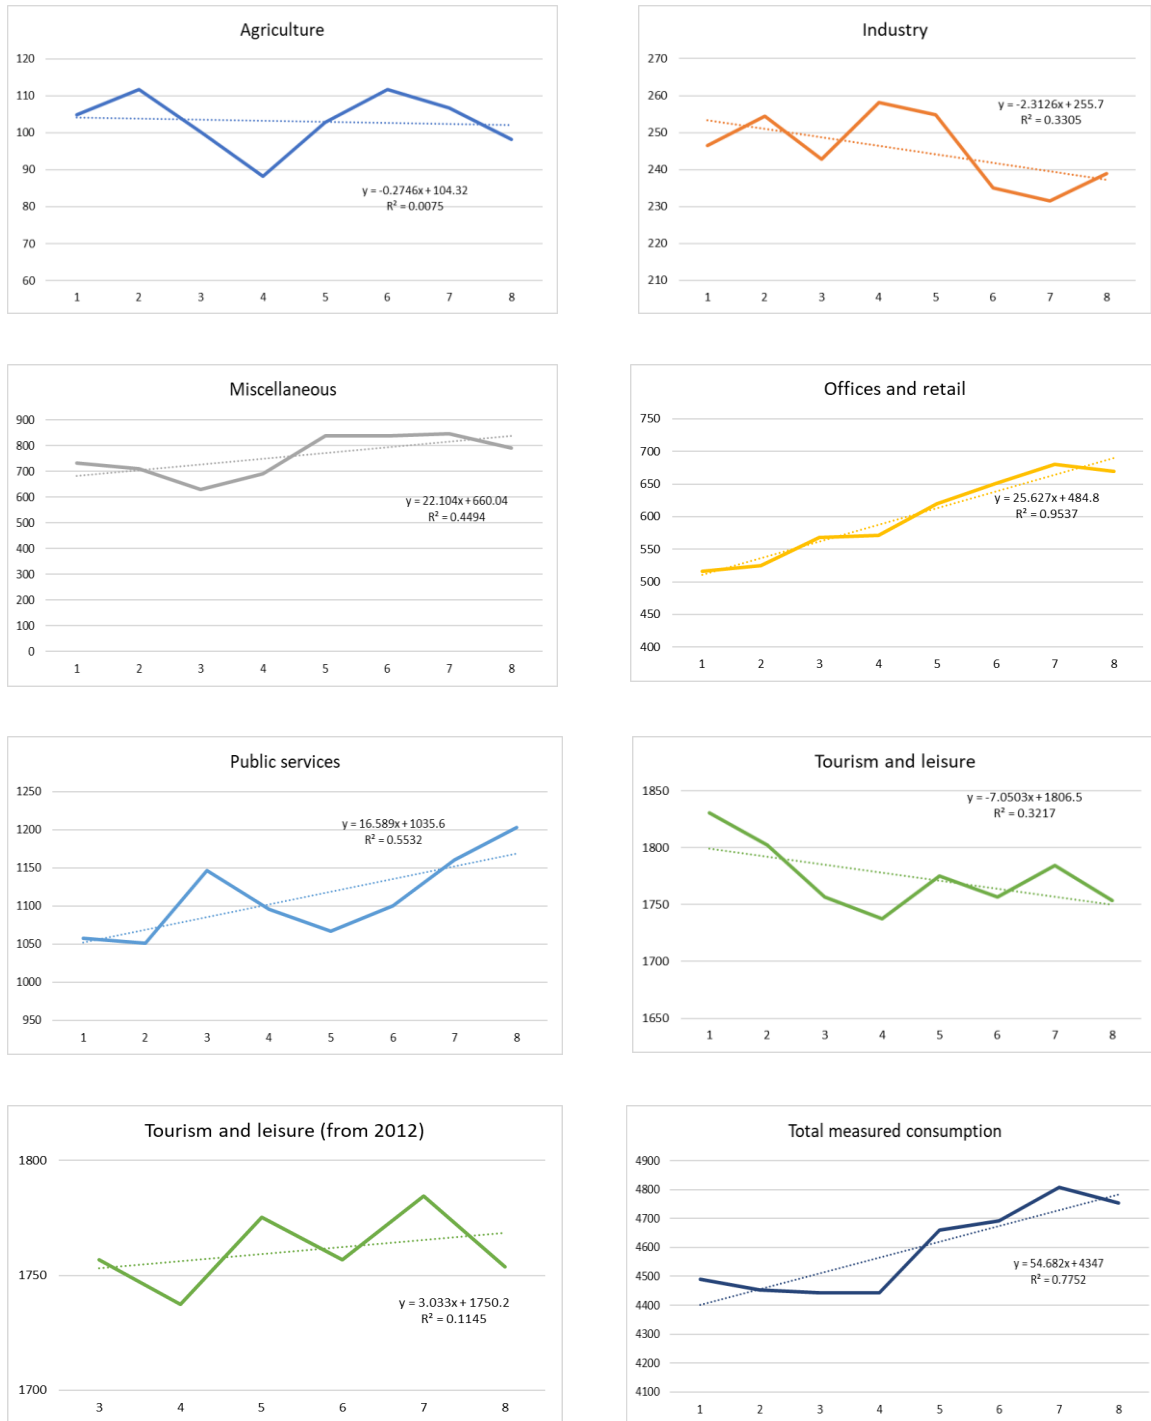 Agriculture
120
110
100
90
80
70
60
y = -0.2746x + 104.32
R² = 0.0075
1 2 3 4 5 6 7 8
Industry
270
260
250
240
230
220
210
y = -2.3126x + 255.7
R² = 0.3305
1 2 3 4 5 6 7 8
Miscellaneous
900
800
700
600
500
400
300
200
100
0
y = 22.104x + 660.04
R² = 0.4494
1 2 3 4 5 6 7 8
Offices and retail
750
700
650
600
550
500
450
400
y = 25.627x + 484.8
R² = 0.9537
1 2 3 4 5 6 7 8
Public services
1250
1200
1150
1100
1050
1000
950
y = 16.589x + 1035.6
R² = 0.5532
1 2 3 4 5 6 7 8
Tourism and leisure
1850
1800
1750
1700
1650
y = -7.0503x + 1806.5
R² = 0.3217
1 2 3 4 5 6 7 8
Tourism and leisure (from 2012)
1800
1750
1700
y = 3.033x + 1750.2
R² = 0.1145
3 4 5 6 7 8
Total measured consumption
4900
4800
4700
4600
4500
4400
4300
4200
4100
y = 54.682x + 4347
R² = 0.7752
1 2 3 4 5 6 7 8